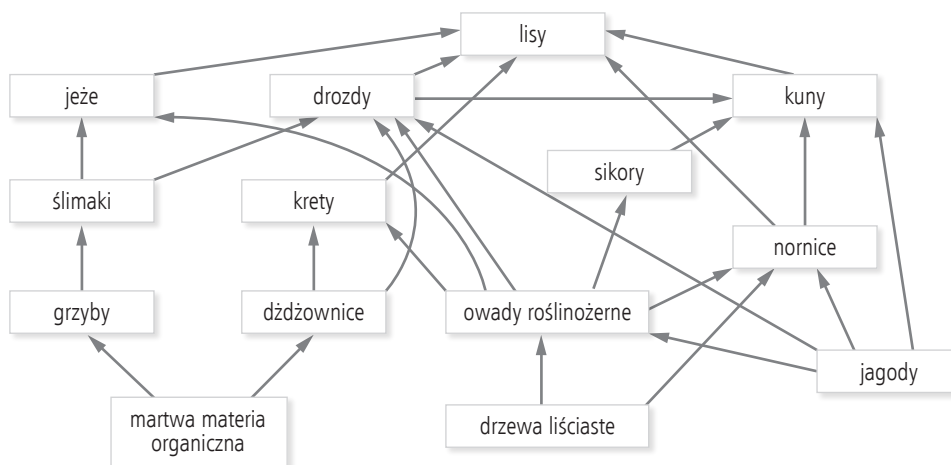 lisy
jeże
drozdy
kuny
sikory
ślimaki
krety
nornice
grzyby
dżdżownice
owady roślinożerne
jagody
martwa materia
organiczna
drzewa liściaste